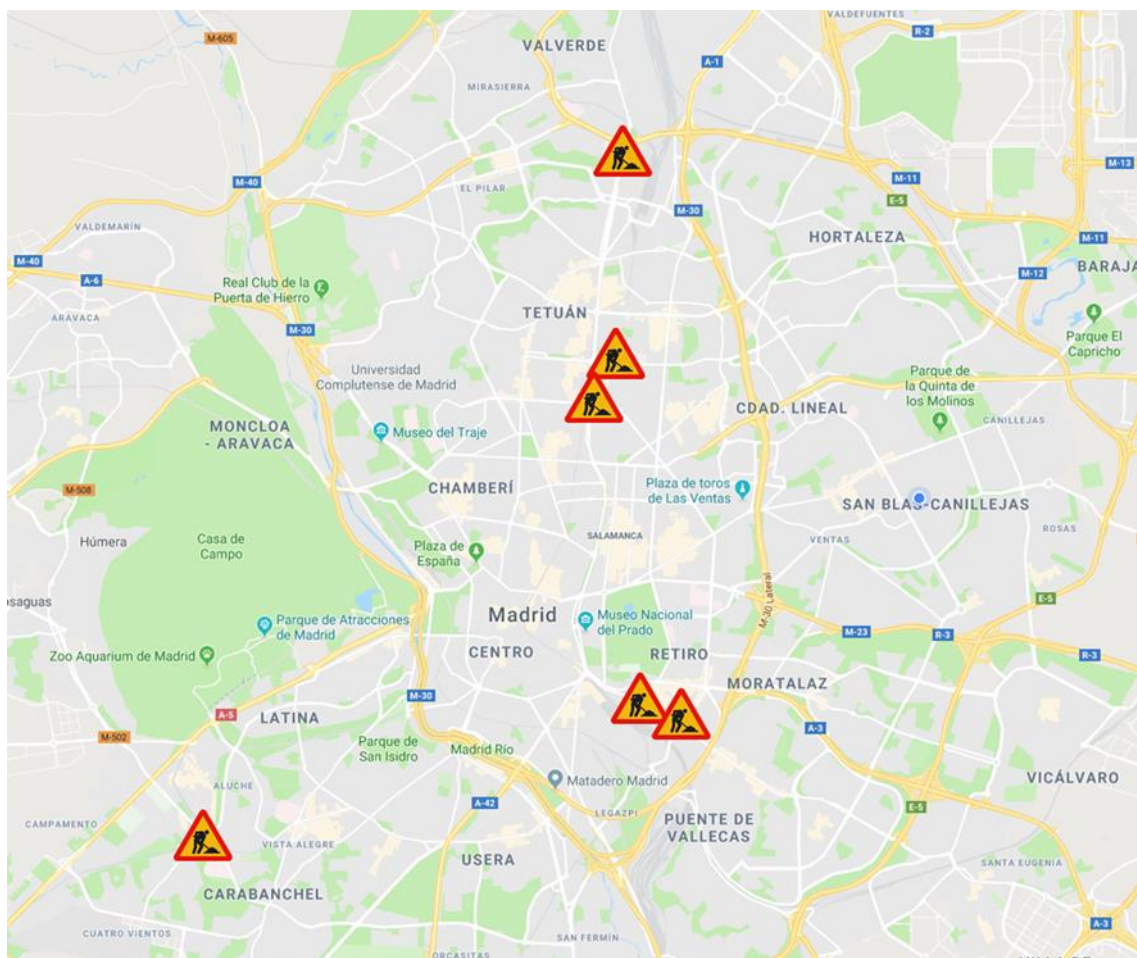 VALDEFUENTES
M-605
R-2
VALVERDE
A-1
MIRASIERRA
M-13
M-40
EL PILAR
M-11
E-5
M-30
VALDEMARÍN
HORTALEZA
M-11
M-40
BARAJA
A-6
Real Club de la
Puerta de Hierro
M-12
TETUÁN
ARAVACA
M-30
Parque El
Capricho
Universidad
Complutense de Madrid
Parque de
la Quinta de
los Molinos
CDAD. LINEAL
MONCLOA
- ARAVACA
Museo del Traje
CANILLEJAS
M-508
CHAMBERÍ
Plaza de toros
de Las Ventas
SAN BLAS-CANILLEJAS
ROSAS
Húmera
Casa de
Campo
Plaza de
España
SALAMANCA
VENTAS
osaguas
M-30 Lateral
E-5
Parque de Atracciones
de Madrid
Madrid
Museo Nacional
del Prado
M-23
R-3
Zoo Aquarium de Madrid
CENTRO
RETIRO
R-3
MORATALAZ
M-30
A-5
LATINA
A-3
M-502
Parque de
San Isidro
Madrid Río
ALUCHE
Matadero Madrid
VICÁLVARO
A-42
E-5
LEGAZPI
CAMPAMENTO
PUENTE DE
VALLECAS
VISTA ALEGRE
USERA
SANTA EUGENIA
CARABANCHEL
A-3
CUATRO VIENTOS
SAN FERMÍN
ORCASITAS